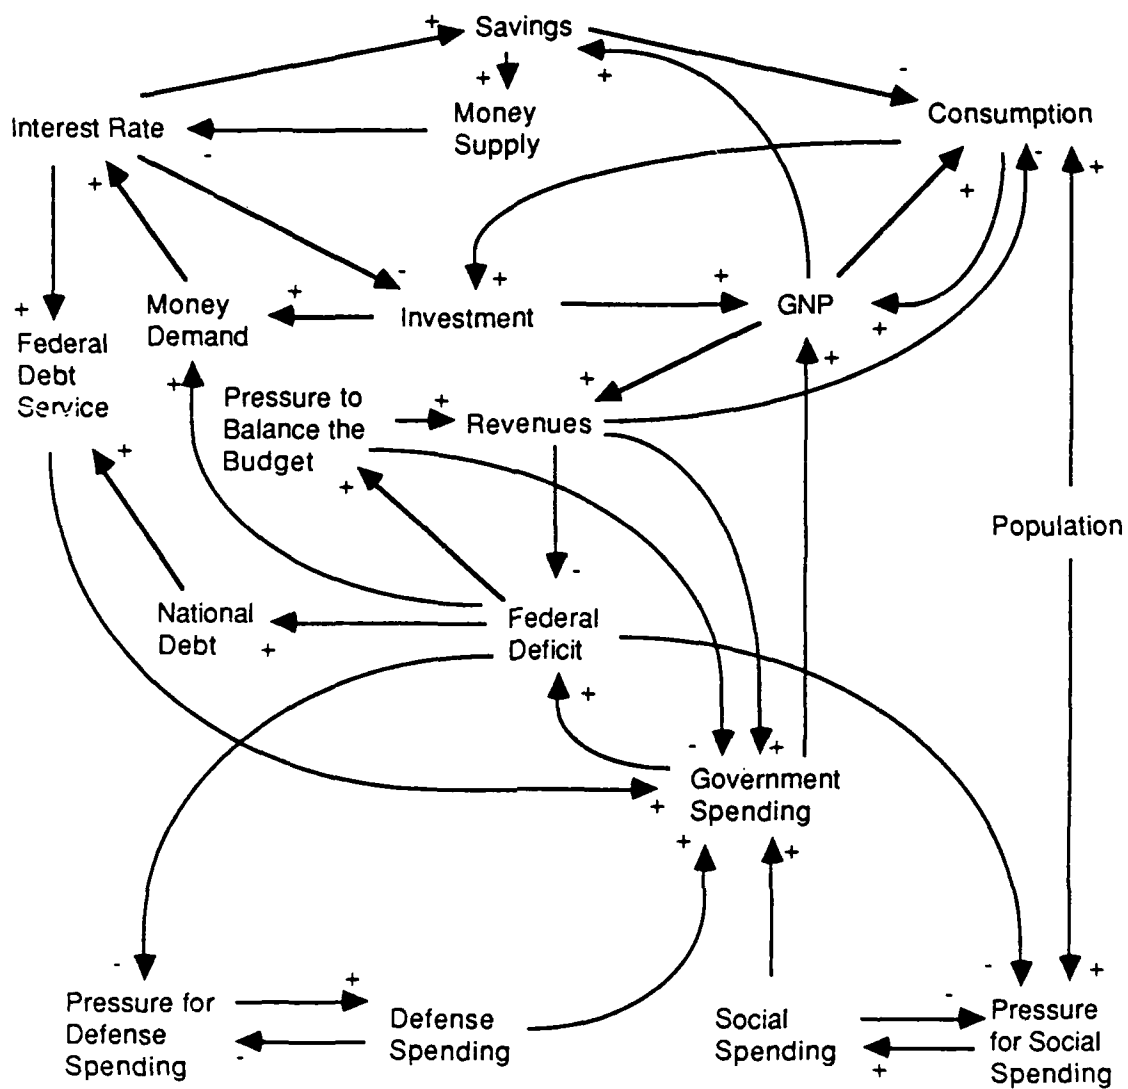 +
Savings
-
+
+
Interest Rate
Money
Supply
Consumption
-
-
+
+
+
-
+
+
+
+
Money
Demand
Investment
GNP
+
+
Federal
Debt
Service
+
+
Pressure to
Balance the
Budget
+
Revenues
+
+
Population
-
National
Debt
+
Federal
Deficit
+
-
+
Government
Spending
+
+
+
-
+
-
+
Pressure for
Defense
Spending
-
Defense
Spending
Social
Spending
-
+
Pressure
for Social
Spending